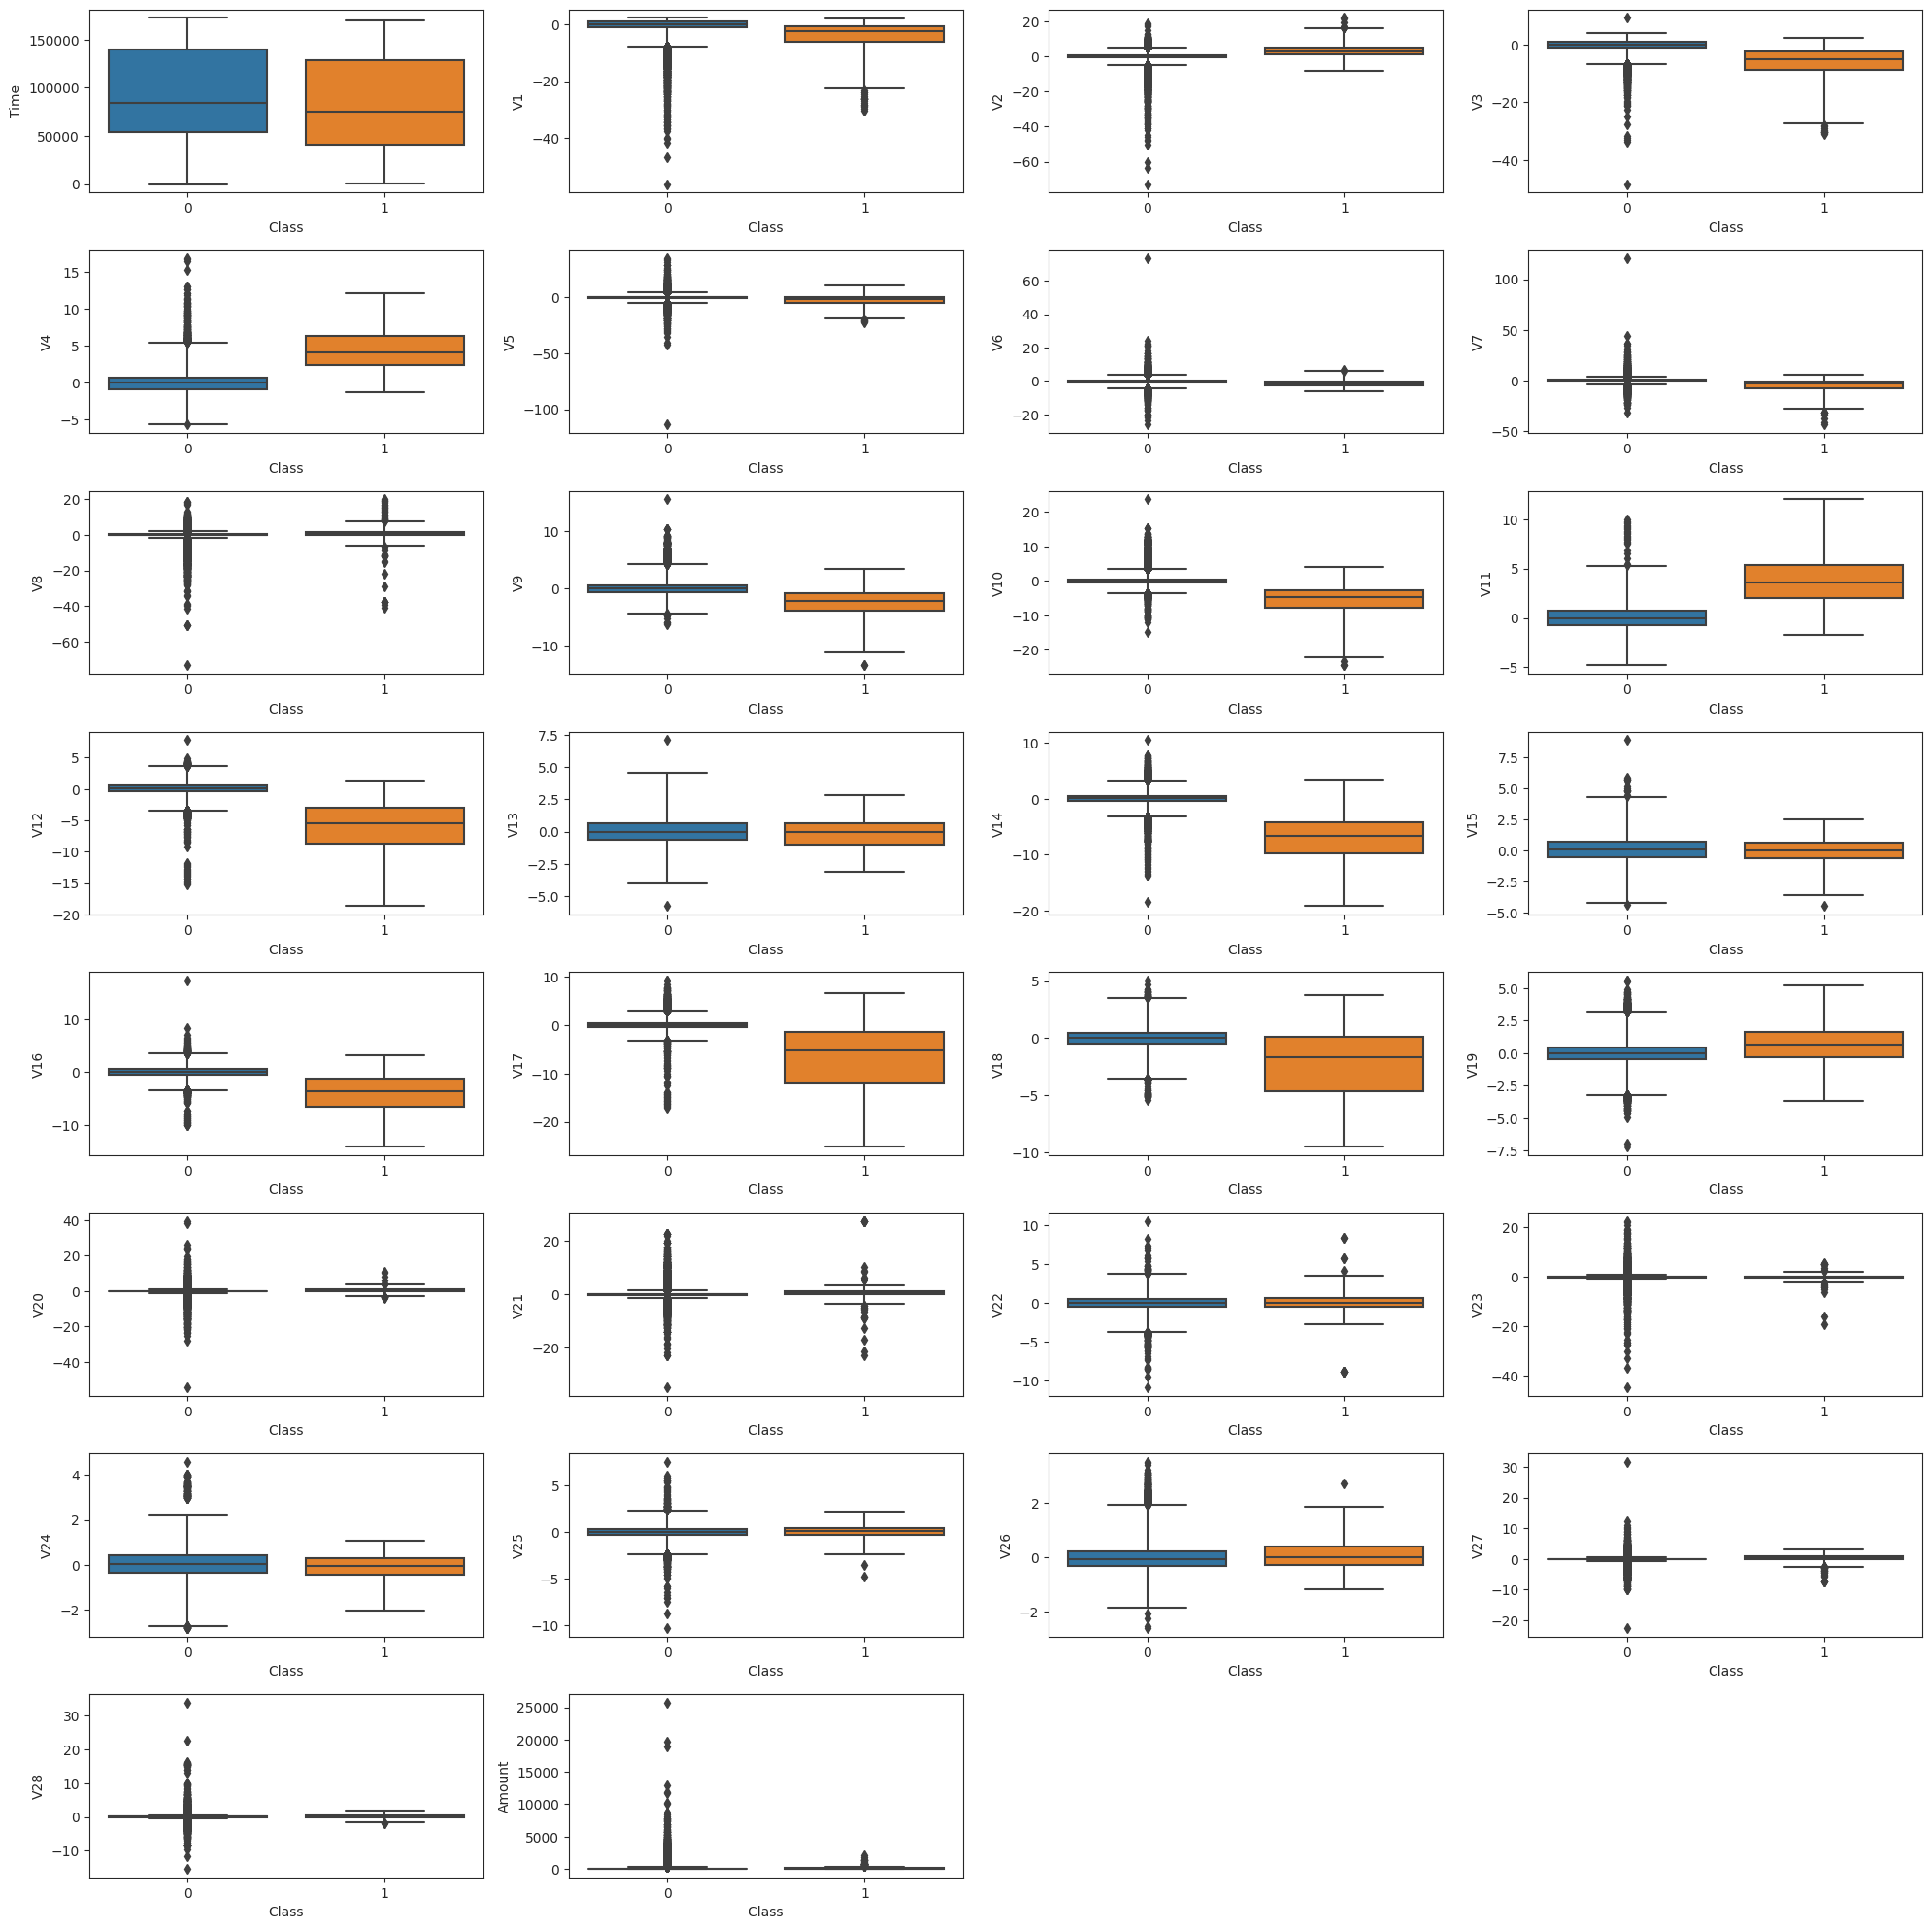 150000
100000
50000
0
Time
0 1
Class
0
−20
−40
V1
0 1
Class
20
0
−20
−40
−60
V2
0 1
Class
0
−20
−40
V3
0 1
Class
15
10
5
0
−5
V4
0 1
Class
0
−50
−100
V5
0 1
Class
60
40
20
0
−20
V6
0 1
Class
100
50
0
−50
V7
0 1
Class
20
0
−20
−40
−60
V8
0 1
Class
10
0
−10
V9
0 1
Class
20
10
0
−10
−20
V10
0 1
Class
10
5
0
−5
V11
0 1
Class
5
0
−5
−10
−15
−20
V12
0 1
Class
7.5
5.0
2.5
0.0
−2.5
−5.0
V13
0 1
Class
10
0
−10
−20
V14
0 1
Class
7.5
5.0
2.5
0.0
−2.5
−5.0
V15
0 1
Class
10
0
−10
V16
0 1
Class
10
0
−10
−20
V17
0 1
Class
5
0
−5
−10
V18
0 1
Class
5.0
2.5
0.0
−2.5
−5.0
−7.5
V19
0 1
Class
40
20
0
−20
−40
V20
0 1
Class
20
0
−20
V21
0 1
Class
10
5
0
−5
−10
V22
0 1
Class
20
0
−20
−40
V23
0 1
Class
4
2
0
−2
V24
0 1
Class
5
0
−5
−10
V25
0 1
Class
2
0
−2
V26
0 1
Class
30
20
10
0
−10
−20
V27
0 1
Class
30
20
10
0
−10
V28
0 1
Class
25000
20000
15000
10000
5000
0
Amount
0 1
Class